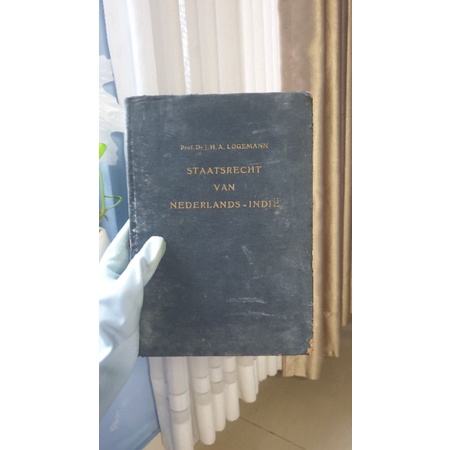 Prof. Dr J.H.A. LOGEMANN
STAATSRECHT
VAN
NEDERLANDS-INDIË